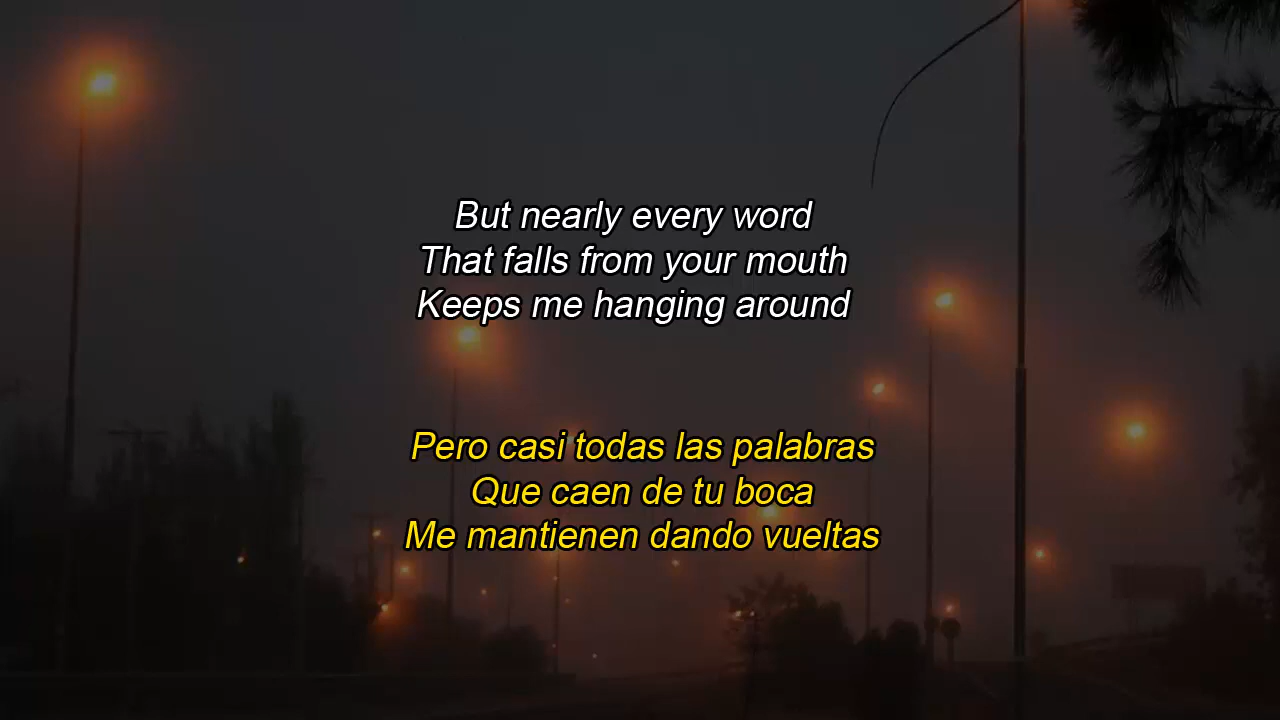 But nearly every word
That falls from your mouth
Keeps me hanging around
Pero casi todas las palabras
Que caen de tu boca
Me mantienen dando vueltas